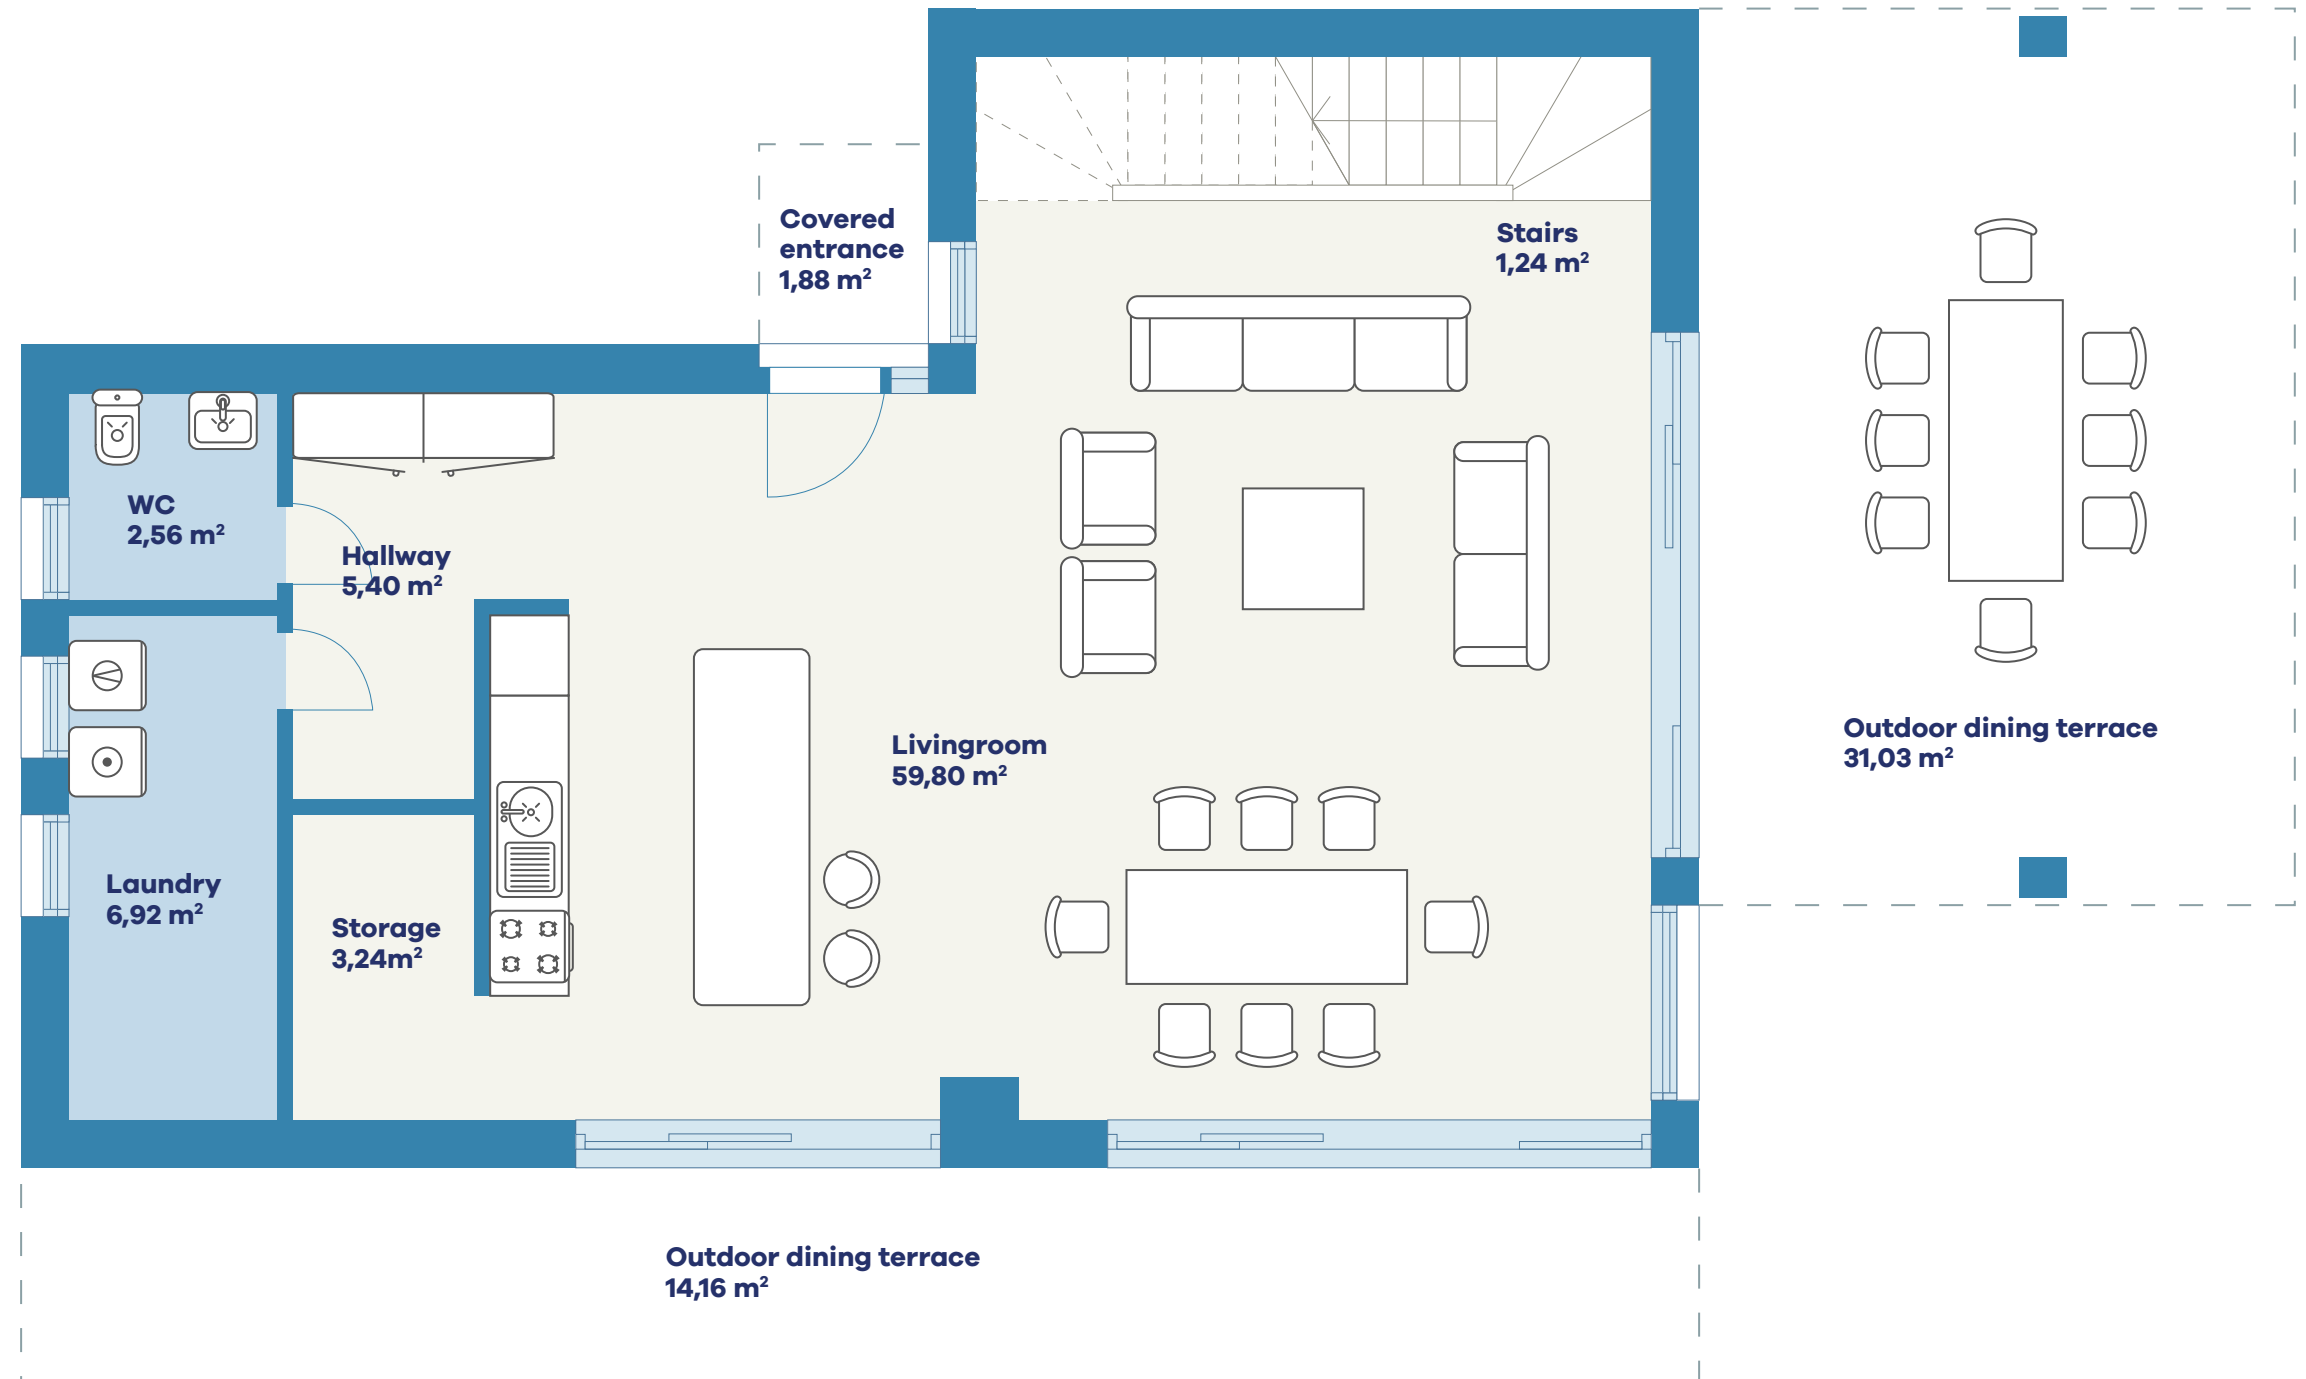 Covered
entrance
1,88 m²
Stairs
1,24 m²
WC
2,56 m²
Hallway
5,40 m²
Livingroom
59,80 m²
Outdoor dining terrace
31,03 m²
Laundry
6,92 m²
Storage
3,24m²
Outdoor dining terrace
14,16 m²